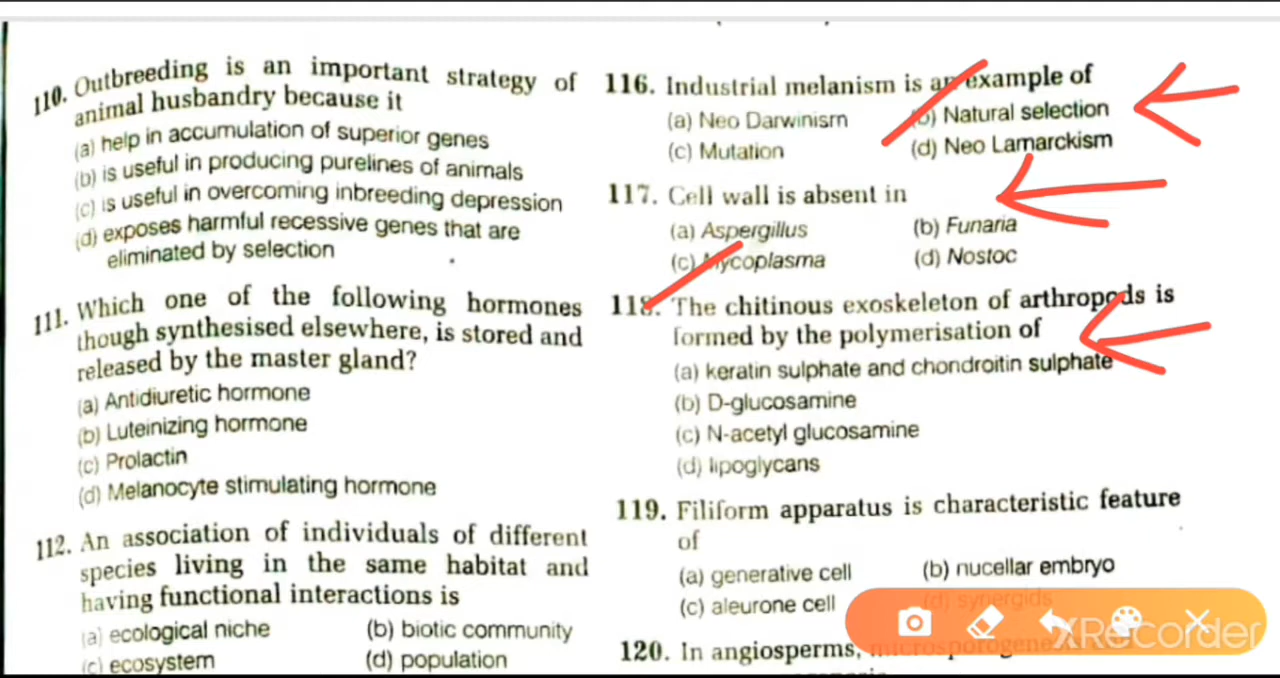 110. Outbreeding is an important strategy of
animal husbandry because it
(a) help in accumulation of superior genes
(b) is useful in producing purelines of animals
(c) is useful in overcoming inbreeding depression
(d) exposes harmful recessive genes that are
eliminated by selection
111. Which one of the following hormones
though synthesised elsewhere, is stored and
released by the master gland?
(a) Antidiuretic hormone
(b) Luteinizing hormone
(c) Prolactin
(d) Melanocyte stimulating hormone
112. An association of individuals of different
species living in the same habitat and
having functional interactions is
(a) ecological niche (b) biotic community
(c) ecosystem (d) population
116. Industrial melanism is an example of
(a) Neo Darwinism (b) Natural selection
(c) Mutation (d) Neo Lamarckism
117. Cell wall is absent in
(a) Aspergillus (b) Funaria
(c) Mycoplasma (d) Nostoc
118. The chitinous exoskeleton of arthropods is
formed by the polymerisation of
(a) keratin sulphate and chondroitin sulphate
(b) D-glucosamine
(c) N-acetyl glucosamine
(d) lipoglycans
119. Filiform apparatus is characteristic feature
of
(a) generative cell (b) nucellar embryo
(c) aleurone cell (d) synergids
120. In angiosperms, microsporogenesis
XRecorder